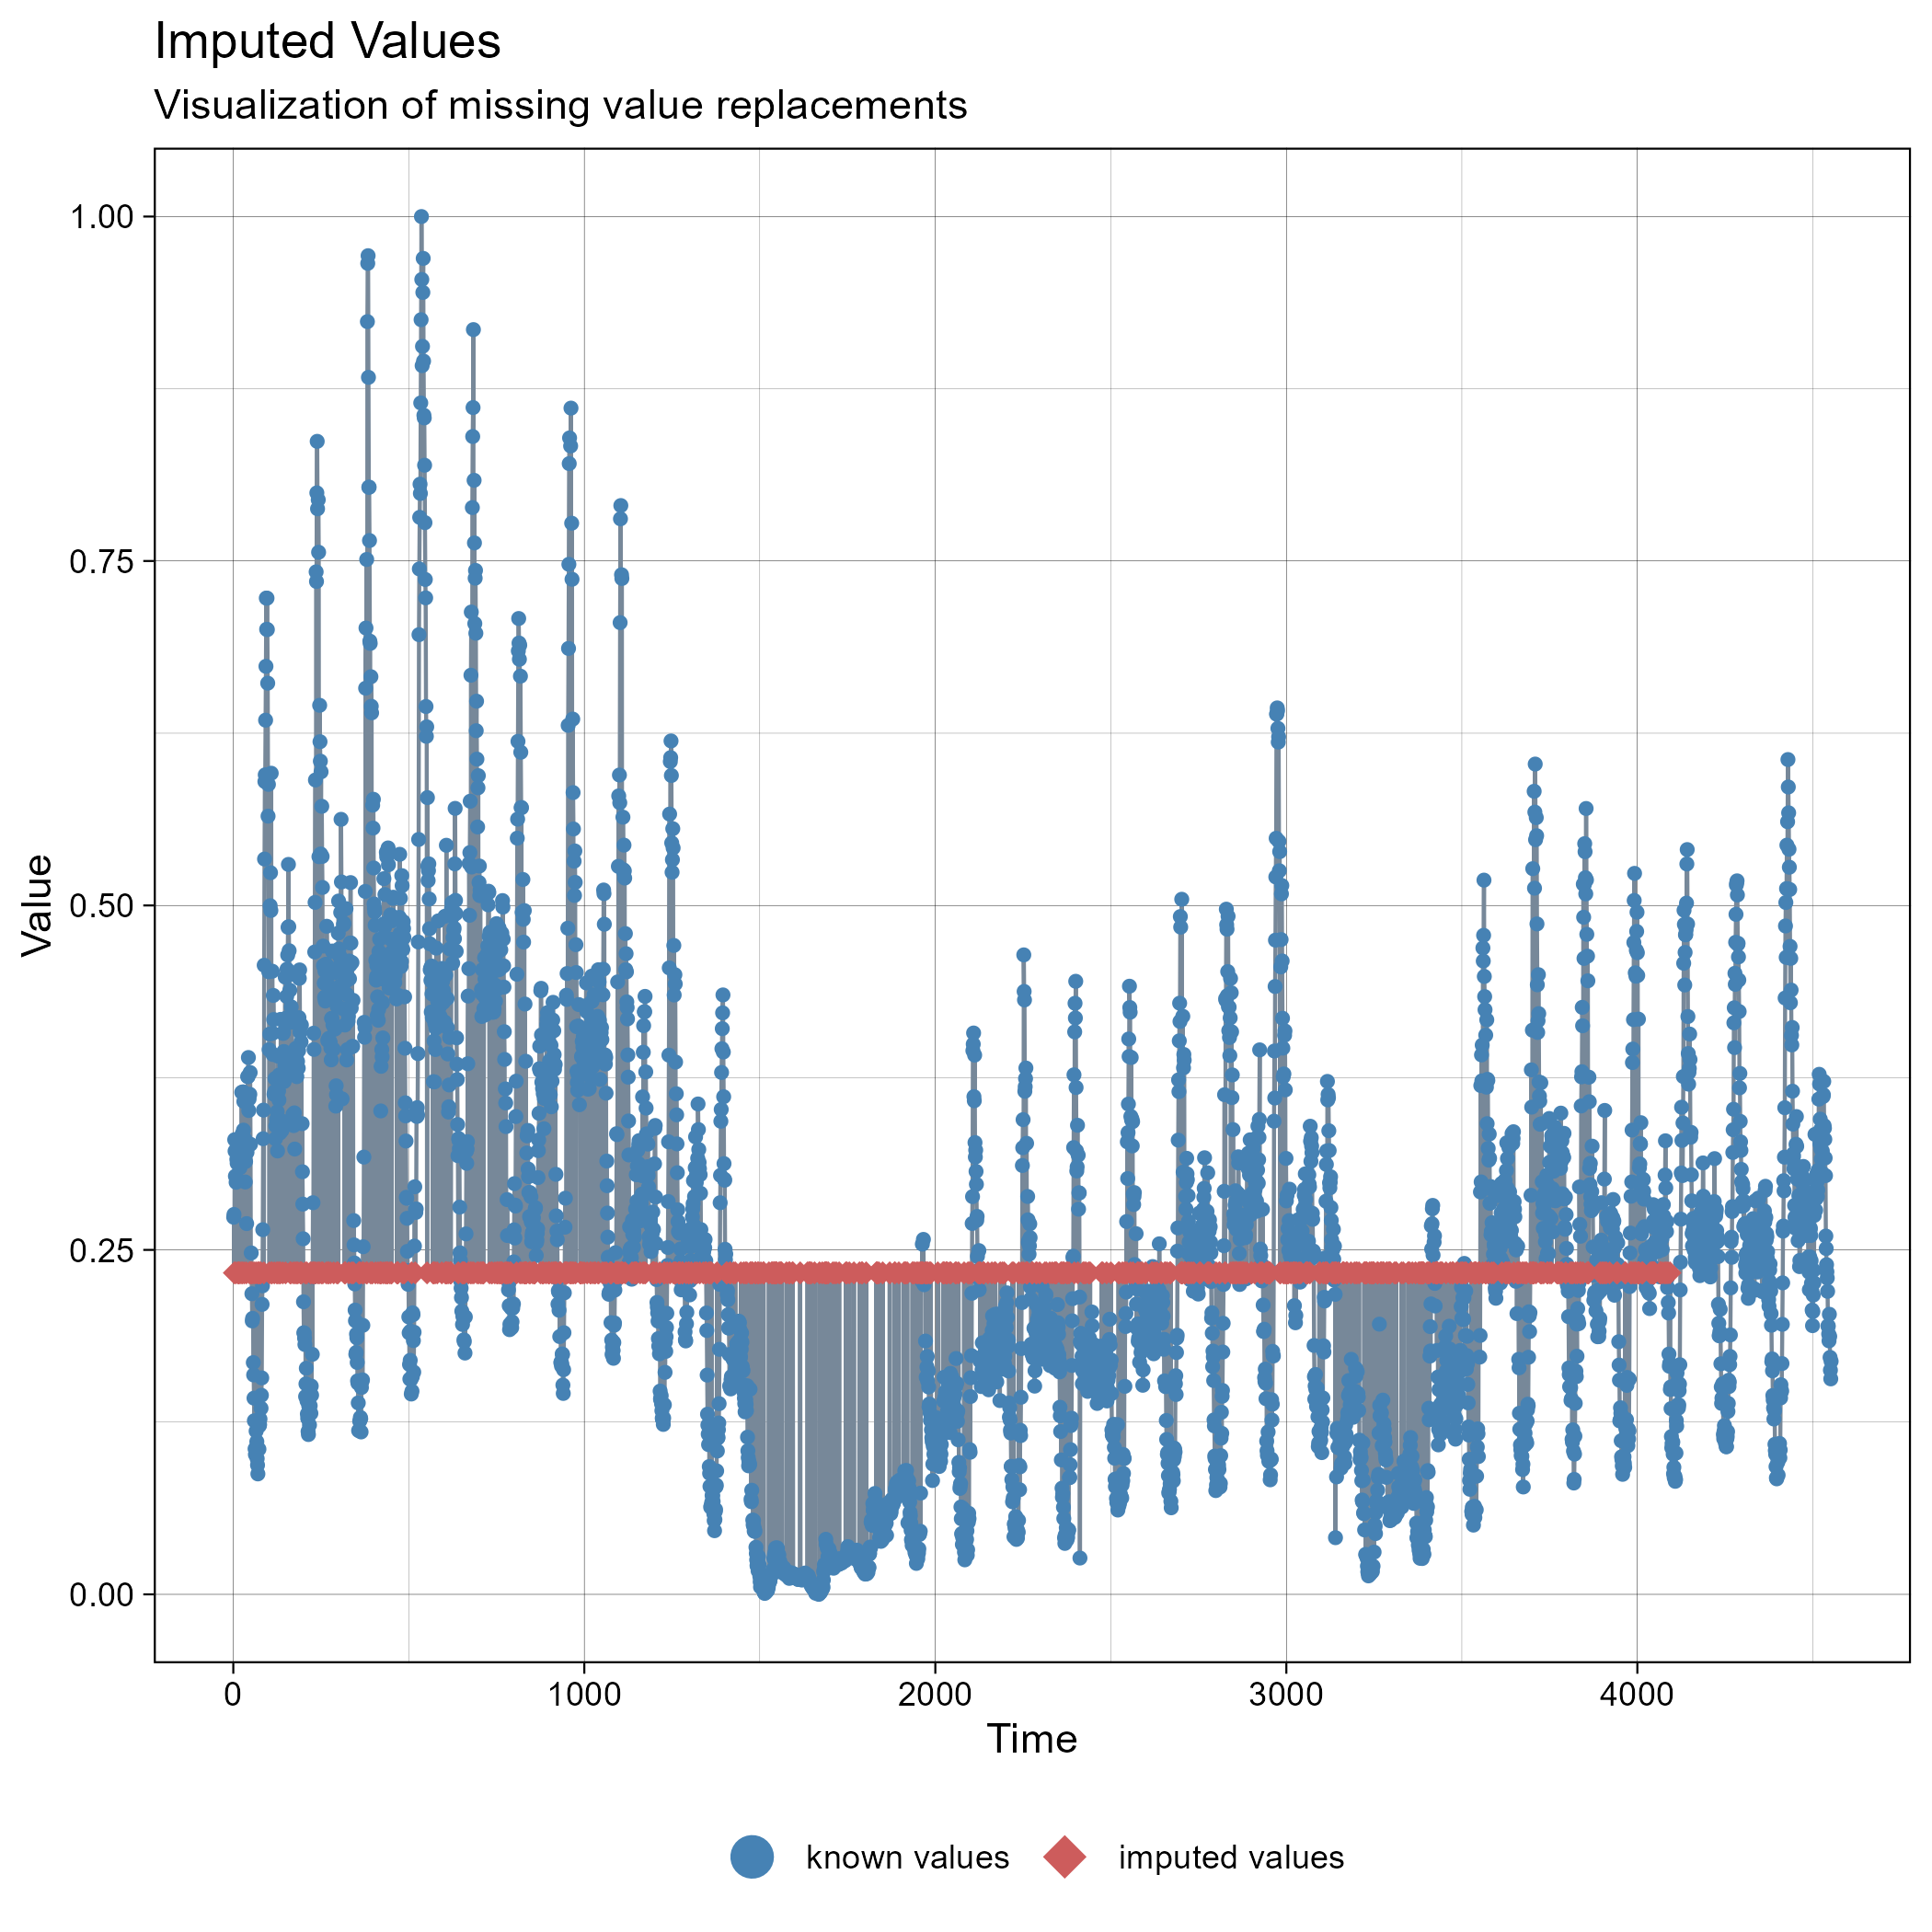 Imputed Values
Visualization of missing value replacements
1.00
0.75
0.50
0.25
0.00
Value
0 1000 2000 3000 4000
Time
known values imputed values